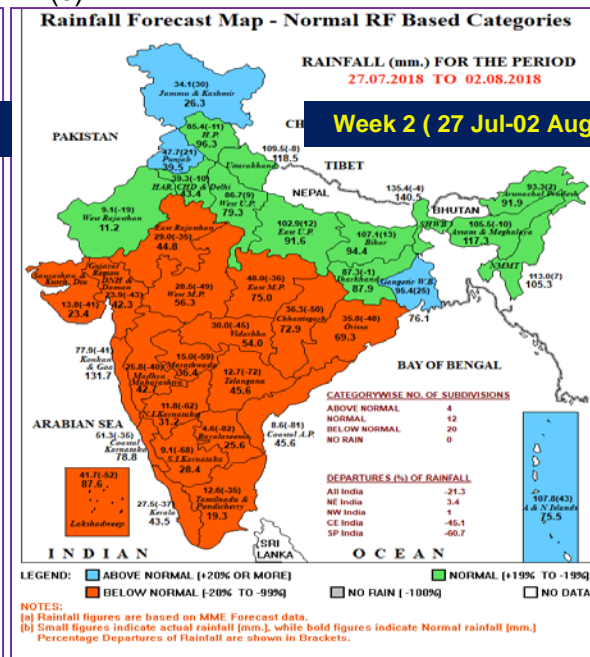 (c)
Rainfall Forecast Map - Normal RF Based Categories
RAINFALL (mm.) FOR THE PERIOD
27.07.2018 TO 02.08.2018
Week 2 ( 27 Jul-02 Aug
34.1(30)
Jammu & Kashmir
26.3
PAKISTAN
CH
TIBET
NEPAL
BHUTAN
85.4(-11)
H.P.
96.3
47.7(21)
Punjab
39.5
109.5(-8)
118.5
Uttarakhand
39.3(-10)
HAR. CHD & Delhi
43.4
86.7(9)
West U.P.
79.3
9.1(-19)
West Rajasthan
11.2
135.4(-4)
140.5
SHWB
93.3(2)
Arunachal Pradesh
91.9
105.5(-10)
Assam & Meghalaya
117.3
NMMT
113.0(7)
105.3
102.9(12)
East U.P.
91.6
107.1(13)
Bihar
94.4
East Rajasthan
29.0(-35)
44.8
87.3(-1)
Jharkhand
87.9
Gangetic W.B.
95.4(25)
76.1
Saurashtra &
Kutch, Diu
13.8(-41)
23.4
Gujarat
Region
DNH &
Daman
23.9(-43)
42.3
28.5(-49)
West M.P.
56.3
48.0(-36)
East M.P.
75.0
36.3(-50)
Chhattisgarh
72.9
35.8(-48)
Orissa
69.3
30.0(-45)
Vidarbha
54.0
77.9(-41)
Konkan
& Goa
131.7
25.8(-40)
Madhya
Maharashtra
42.7
15.0(-59)
Marathwada
36.4
12.7(-72)
Telangana
45.6
BAY OF BENGAL
11.8(-62)
N.I.Karnataka
31.2
4.6(-82)
Rayalaseema
25.6
8.6(-81)
Coastal A.P.
45.6
ARABIAN SEA
51.3(-35)
Coastal
Karnataka
78.8
9.1(-68)
S.I.Karnataka
28.4
41.7(-52)
87.6
Lakshadweep
27.5(-37)
Kerala
43.5
12.6(-35)
Tamilnadu &
Pondicherry
19.3
CATEGORYWISE NO. OF SUBDIVISIONS
ABOVE NORMAL 4
NORMAL 12
BELOW NORMAL 20
NO RAIN 0
DEPARTURES (%) OF RAINFALL
All India -21.3
NE India 3.4
NW India 1
CE India -45.1
SP India -60.7
107.8(43)
A & N Islands
75.5
SRI
LANKA
INDIAN OCEAN
LEGEND: ABOVE NORMAL (+20% OR MORE) NORMAL (+19% TO -19%)
BELOW NORMAL (-20% TO -99%) NO RAIN ( -100%) NO DATA
NOTES:
(a) Rainfall figures are based on MME Forecast data.
(b) Small figures indicate actual rainfall (mm.), while bold figures indicate Normal rainfall (mm.)
Percentage Departures of Rainfall are shown in Brackets.